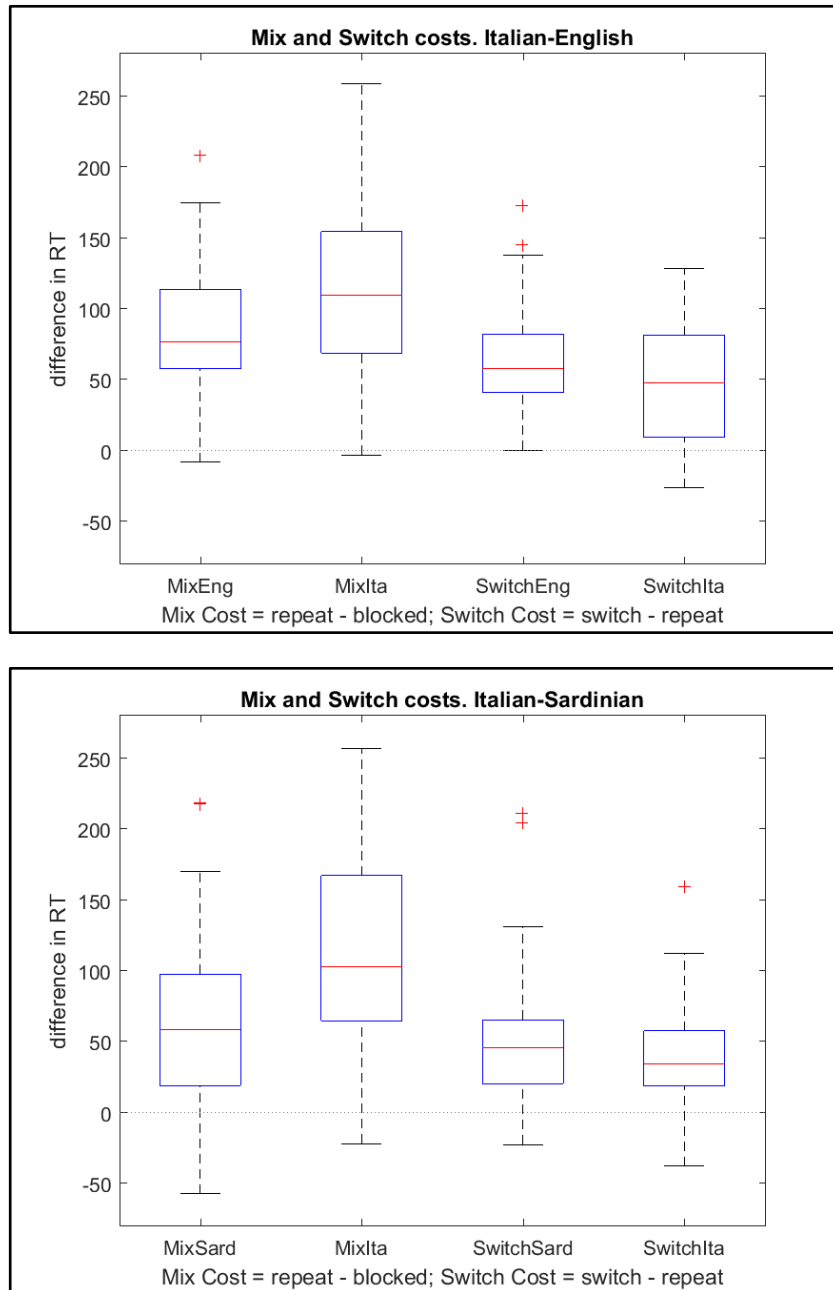 Mix and Switch costs. Italian-English
250
200
150
100
50
0
-50
difference in RT
MixEng MixIta SwitchEng SwitchIta
Mix Cost = repeat - blocked; Switch Cost = switch - repeat
Mix and Switch costs. Italian-Sardinian
250
200
150
100
50
0
-50
difference in RT
MixSard MixIta SwitchSard SwitchIta
Mix Cost = repeat - blocked; Switch Cost = switch - repeat